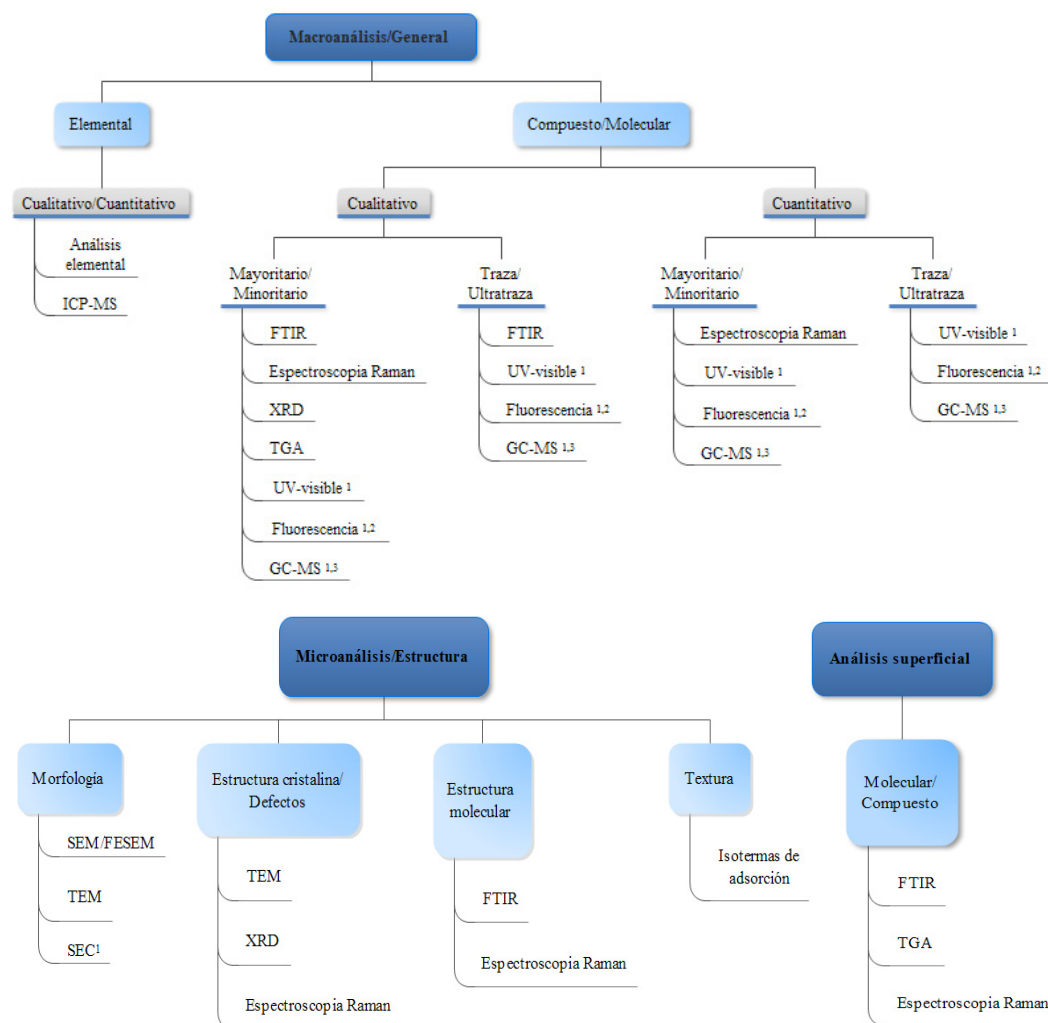 Macroanálisis/General
Elemental
Compuesto/Molecular
Cualitativo/Cuantitativo
Cualitativo
Cuantitativo
Análisis
elemental
ICP-MS
Mayoritario/
Minoritario
FTIR
Espectroscopia Raman
XRD
TGA
UV-visible ¹
Fluorescencia ¹,²
GC-MS ¹,³
Traza/
Ultratraza
FTIR
UV-visible ¹
Fluorescencia ¹,²
GC-MS ¹,³
Mayoritario/
Minoritario
Espectroscopia Raman
UV-visible ¹
Fluorescencia ¹,²
GC-MS ¹,³
Traza/
Ultratraza
UV-visible ¹
Fluorescencia ¹,²
GC-MS ¹,³
Microanálisis/Estructura
Morfología
SEM/FESEM
TEM
SEC¹
Estructura cristalina/
Defectos
TEM
XRD
Espectroscopia Raman
Estructura
molecular
FTIR
Espectroscopia Raman
Textura
Isotermas de
adsorción
Análisis superficial
Molecular/
Compuesto
FTIR
TGA
Espectroscopia Raman